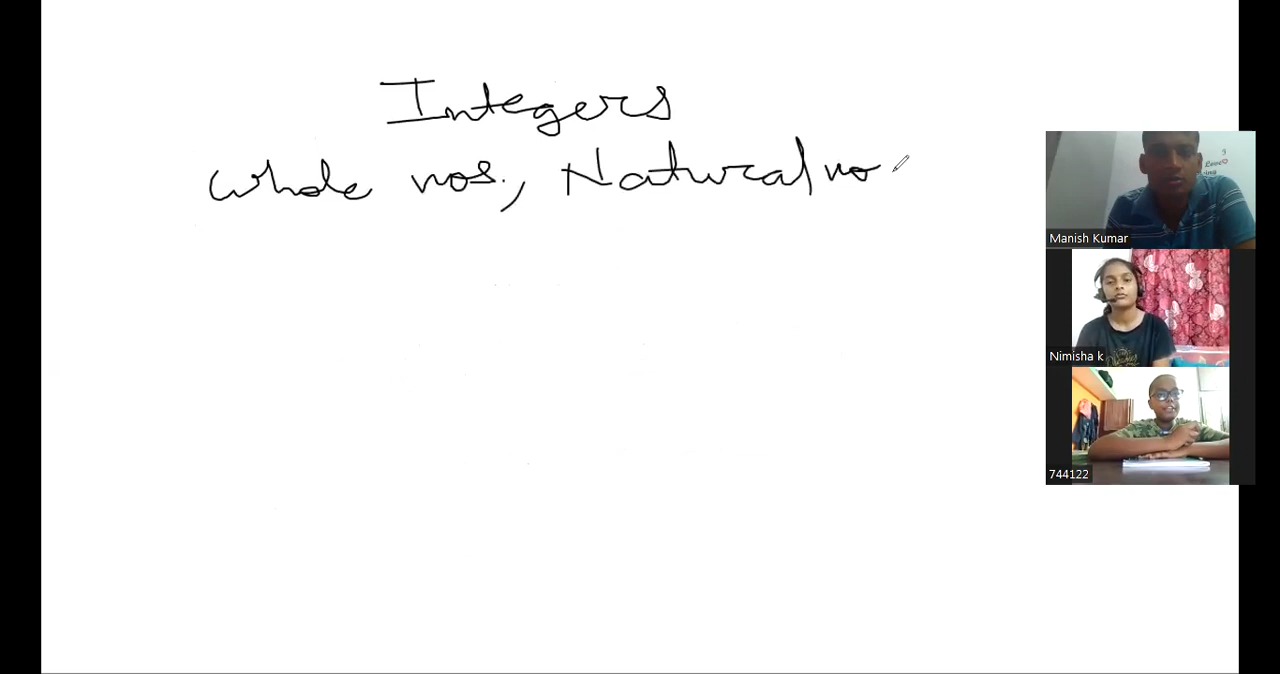 Integers
Whole nos., Natural no
Manish Kumar
Nimisha k
744122